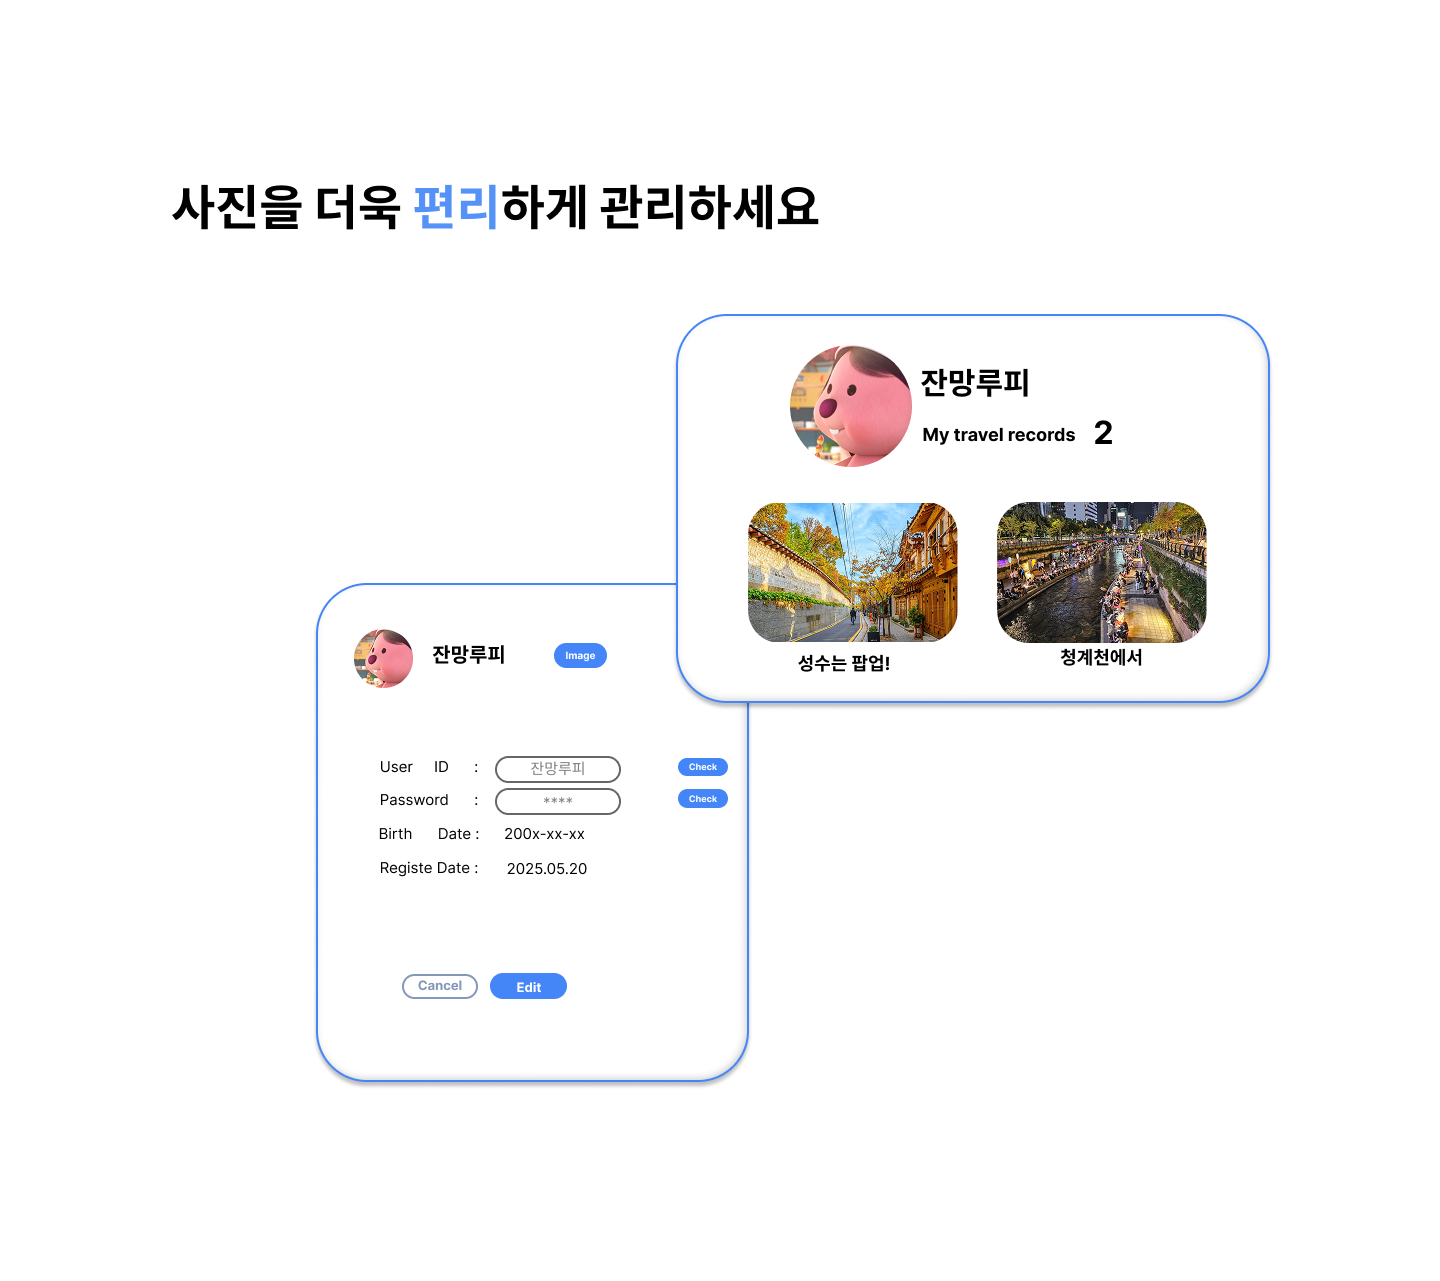 사진을 더욱 편리하게 관리하세요
잔망루피
My travel records 2
성수는 팝업!
청계천에서
잔망루피
Image
User ID : 잔망루피 Check
Password : **** Check
Birth Date : 200x-xx-xx
Registe Date : 2025.05.20
Cancel Edit